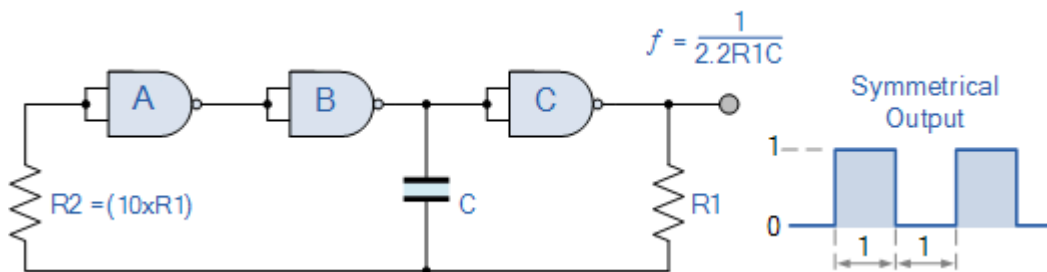 f = 1/2.2R1C
A
B
C
Symmetrical
Output
R2 =(10xR1)
C
R1
1
0
1
1